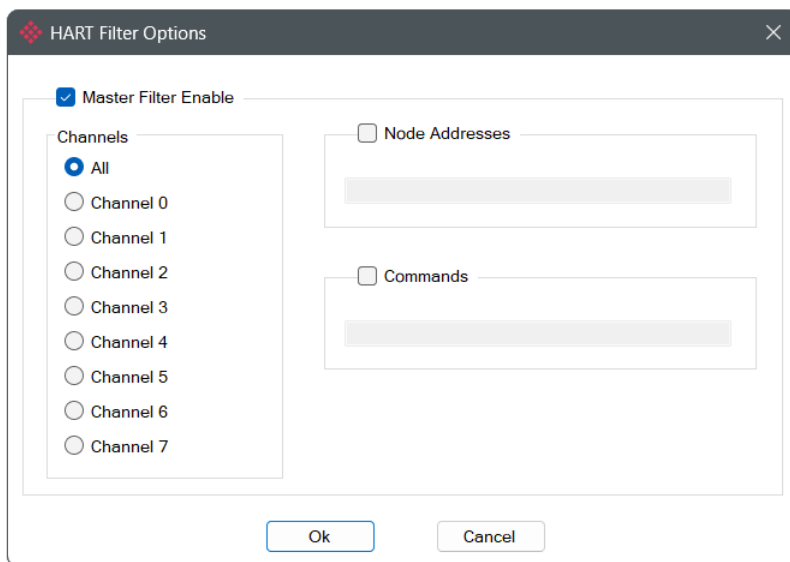 HART Filter Options
Master Filter Enable
Channels
All
Channel 0
Channel 1
Channel 2
Channel 3
Channel 4
Channel 5
Channel 6
Channel 7
Node Addresses
Commands
Ok
Cancel